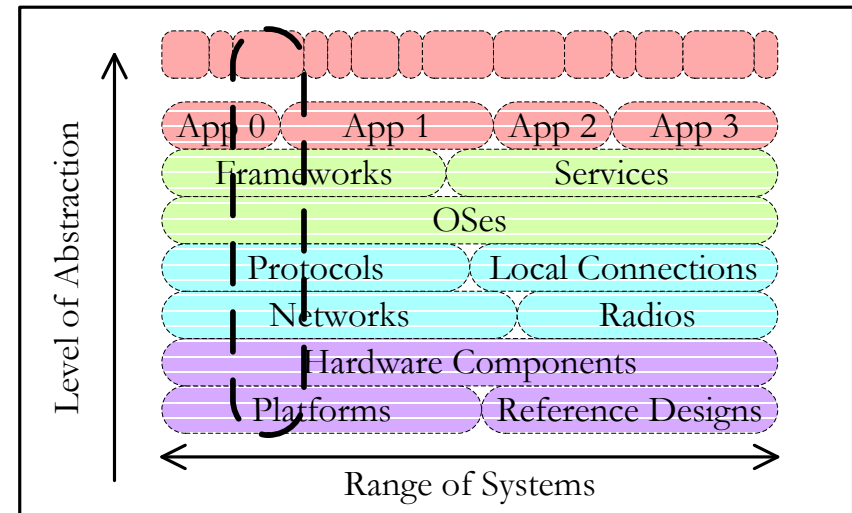 Level of Abstraction
App 0 App 1 App 2 App 3
Frameworks Services
OSes
Protocols Local Connections
Networks Radios
Hardware Components
Platforms Reference Designs
Range of Systems